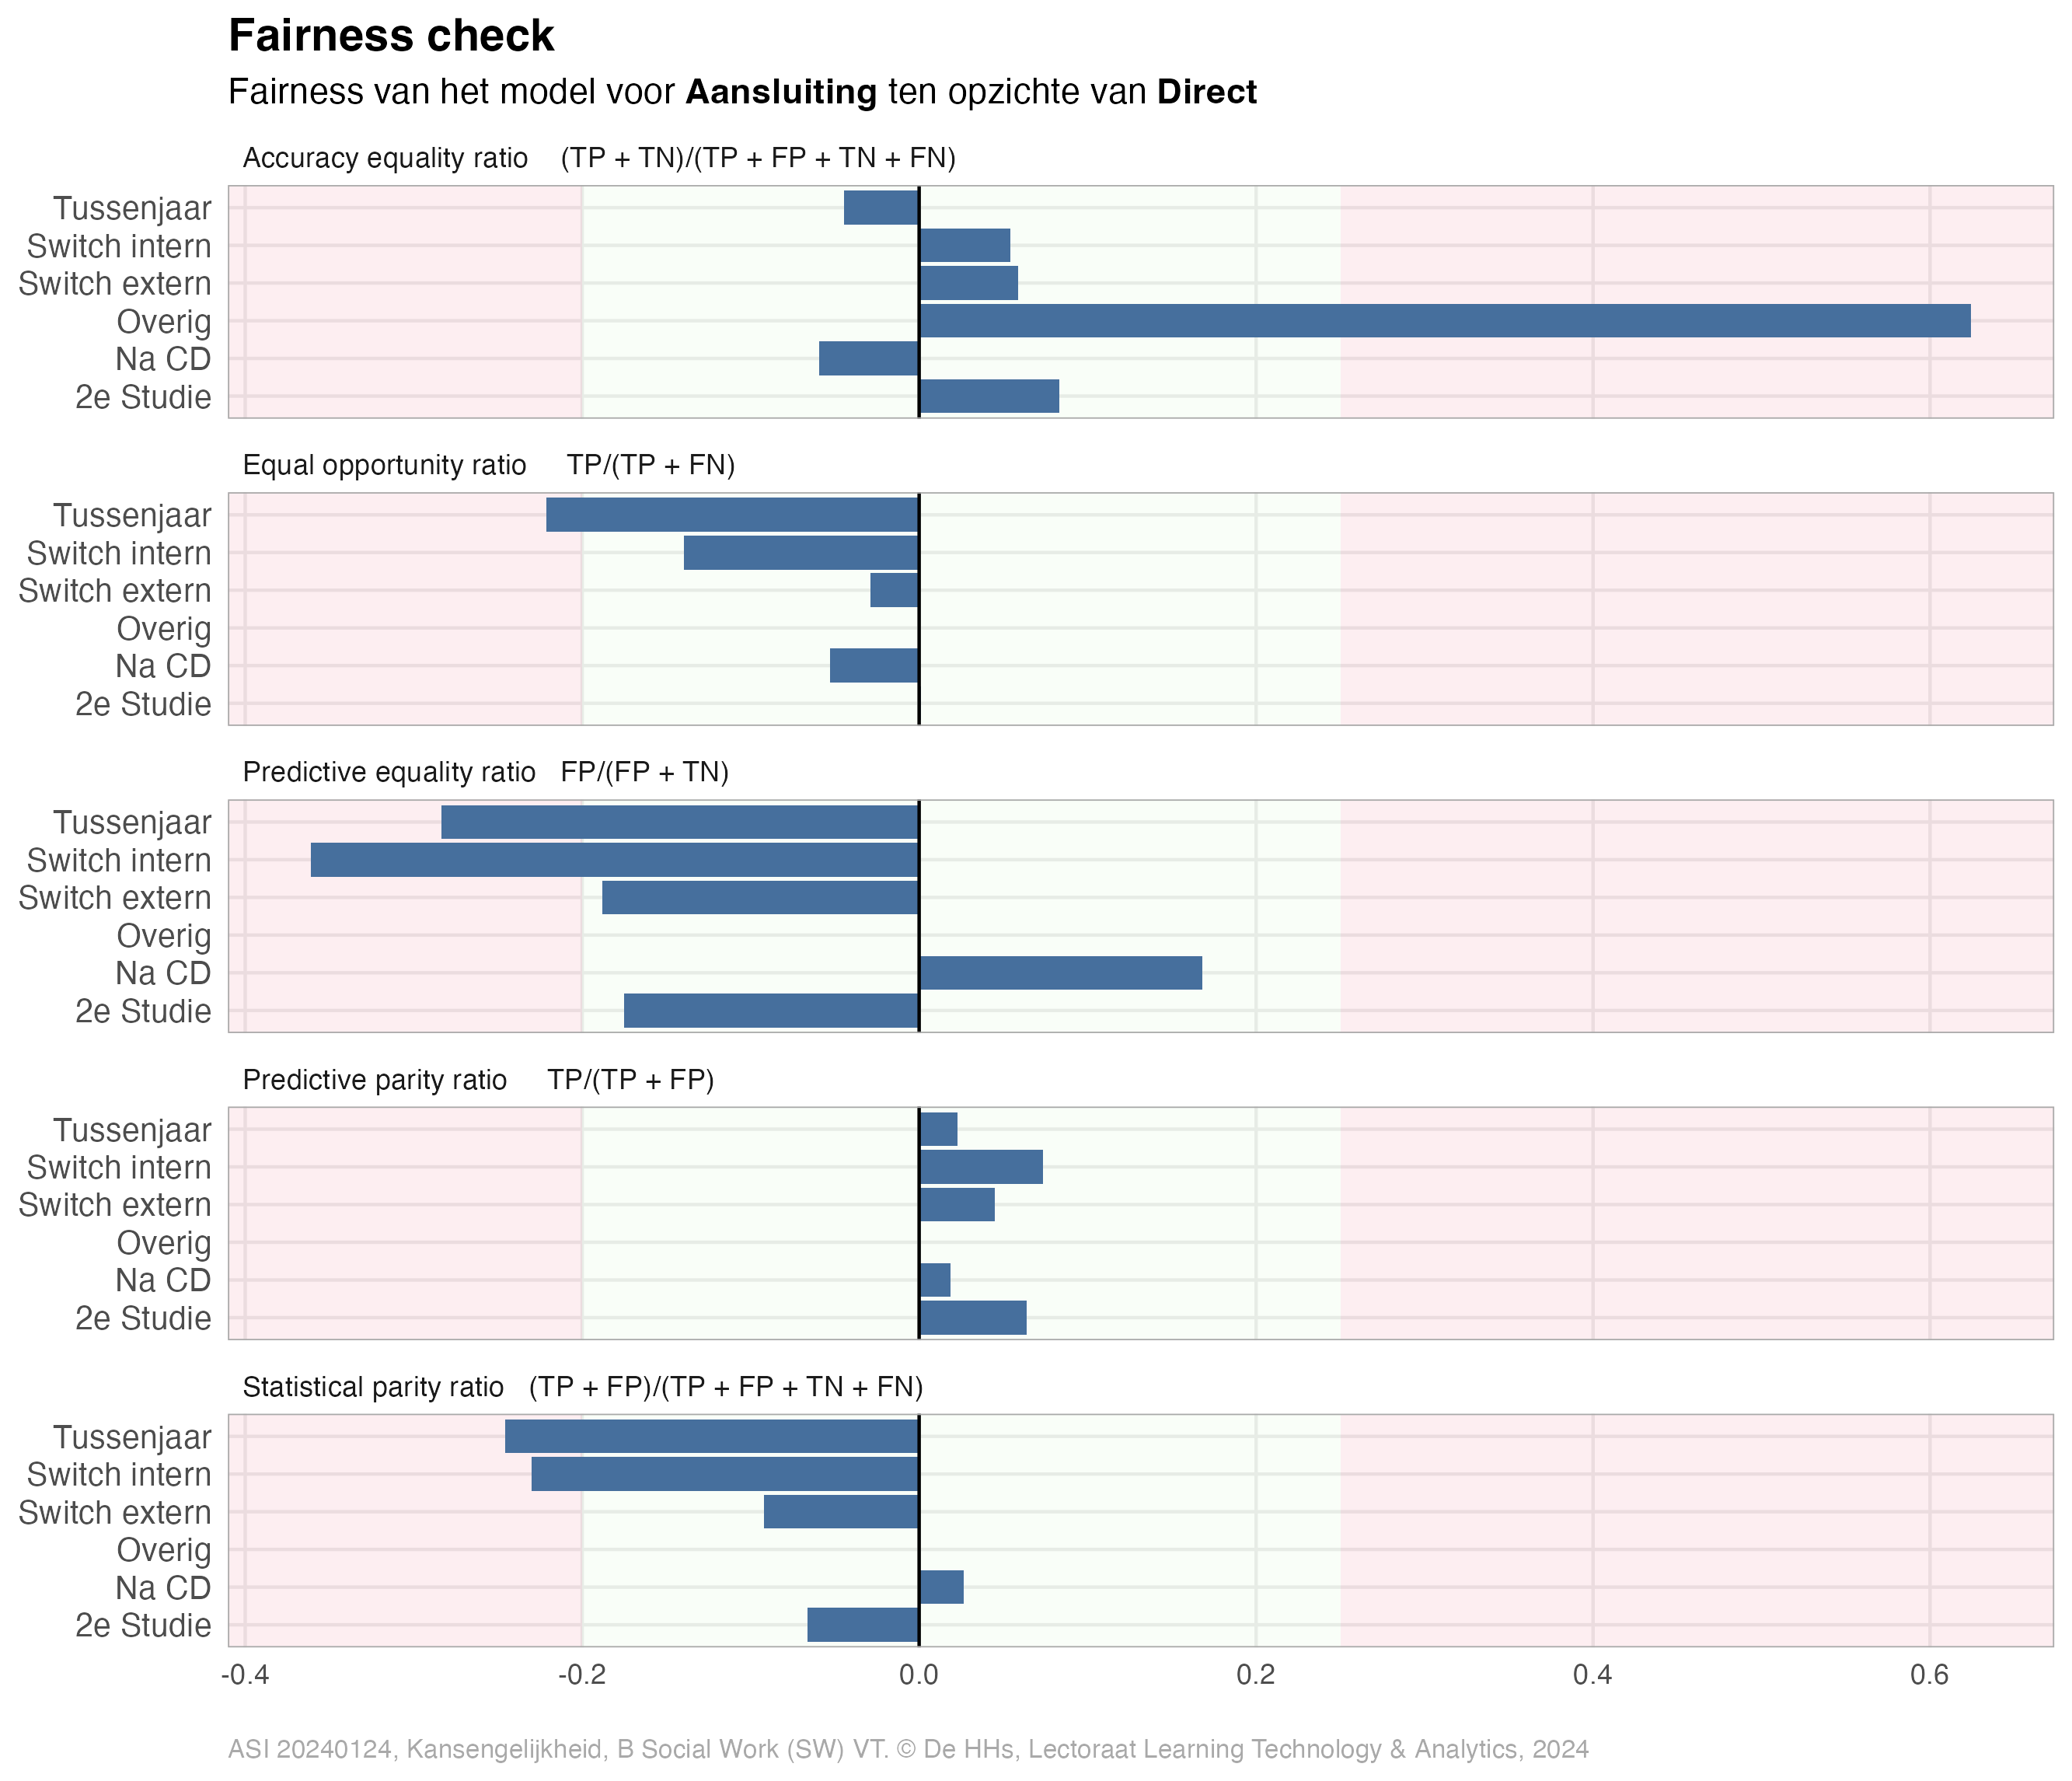 Fairness check
Fairness van het model voor Aansluiting ten opzichte van Direct
Accuracy equality ratio (TP + TN)/(TP + FP + TN + FN)
Tussenjaar
Switch intern
Switch extern
Overig
Na CD
2e Studie
Equal opportunity ratio TP/(TP + FN)
Tussenjaar
Switch intern
Switch extern
Overig
Na CD
2e Studie
Predictive equality ratio FP/(FP + TN)
Tussenjaar
Switch intern
Switch extern
Overig
Na CD
2e Studie
Predictive parity ratio TP/(TP + FP)
Tussenjaar
Switch intern
Switch extern
Overig
Na CD
2e Studie
Statistical parity ratio (TP + FP)/(TP + FP + TN + FN)
Tussenjaar
Switch intern
Switch extern
Overig
Na CD
2e Studie
-0.4 -0.2 0.0 0.2 0.4 0.6
ASI 20240124, Kansengelijkheid, B Social Work (SW) VT. © De HHs, Lectoraat Learning Technology & Analytics, 2024